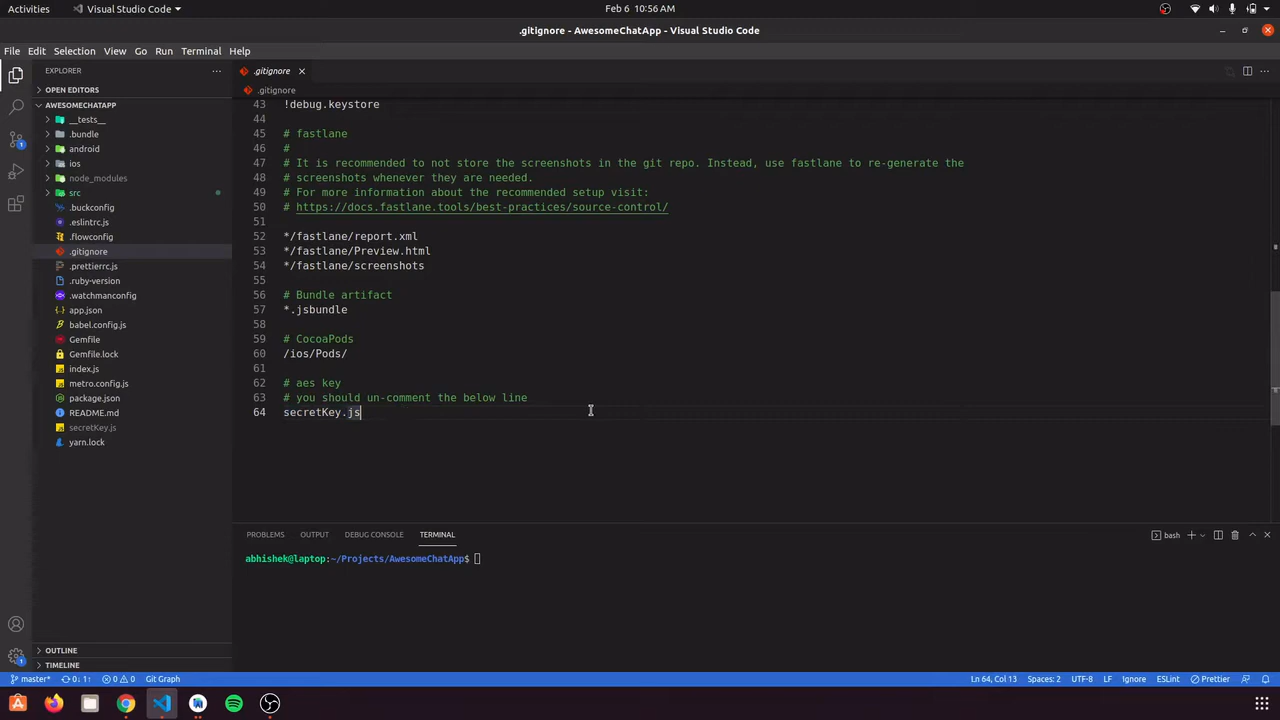 Activities
Visual Studio Code
Feb 6 10:56 AM
.gitignore - AwesomeChatApp - Visual Studio Code
File Edit Selection View Go Run Terminal Help
EXPLORER
OPEN EDITORS
AWESOMECHATAPP
__tests__
.bundle
android
ios
node_modules
src
.buckconfig
.eslintrc.js
.flowconfig
.gitignore
.prettierrc.js
.ruby-version
.watchmanconfig
app.json
babel.config.js
Gemfile
Gemfile.lock
index.js
metro.config.js
package.json
README.md
secretKey.js
yarn.lock
OUTLINE
TIMELINE
1
1
.gitignore
.gitignore
43 !debug.keystore
44
45 # fastlane
46 #
47 # It is recommended to not store the screenshots in the git repo. Instead, use fastlane to re-generate the
48 # screenshots whenever they are needed.
49 # For more information about the recommended setup visit:
50 # https://docs.fastlane.tools/best-practices/source-control/
51
52 */fastlane/report.xml
53 */fastlane/Preview.html
54 */fastlane/screenshots
55
56 # Bundle artifact
57 *.jsbundle
58
59 # CocoaPods
60 /ios/Pods/
61
62 # aes key
63 # you should un-comment the below line
64 secretKey.js
PROBLEMS OUTPUT DEBUG CONSOLE TERMINAL
bash
abhishek@laptop:~/Projects/AwesomeChatApp$
master* 0↓ 1↑ 0 0 Git Graph
Ln 64, Col 13 Spaces: 2 UTF-8 LF Ignore ESLint Prettier